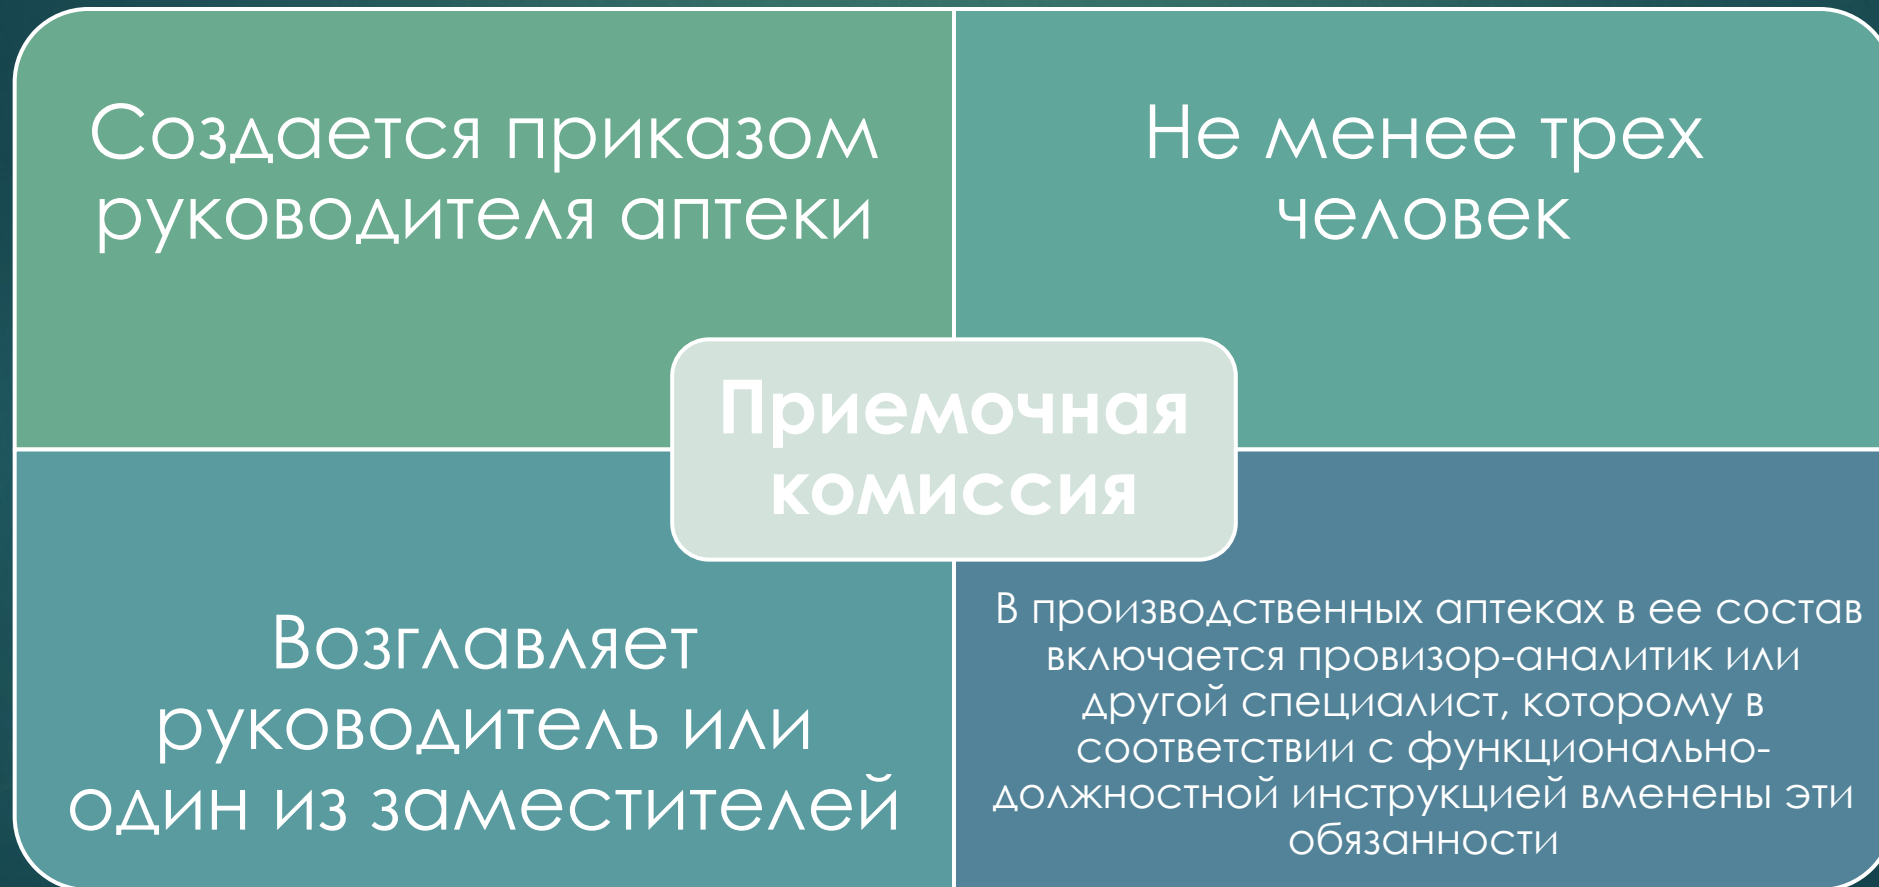 Создается приказом
руководителя аптеки
Не менее трех
человек
Приемочная
комиссия
Возглавляет
руководитель или
один из заместителей
В производственных аптеках в ее состав
включается провизор-аналитик или
другой специалист, которому в
соответствии с функционально-
должностной инструкцией вменены эти
обязанности